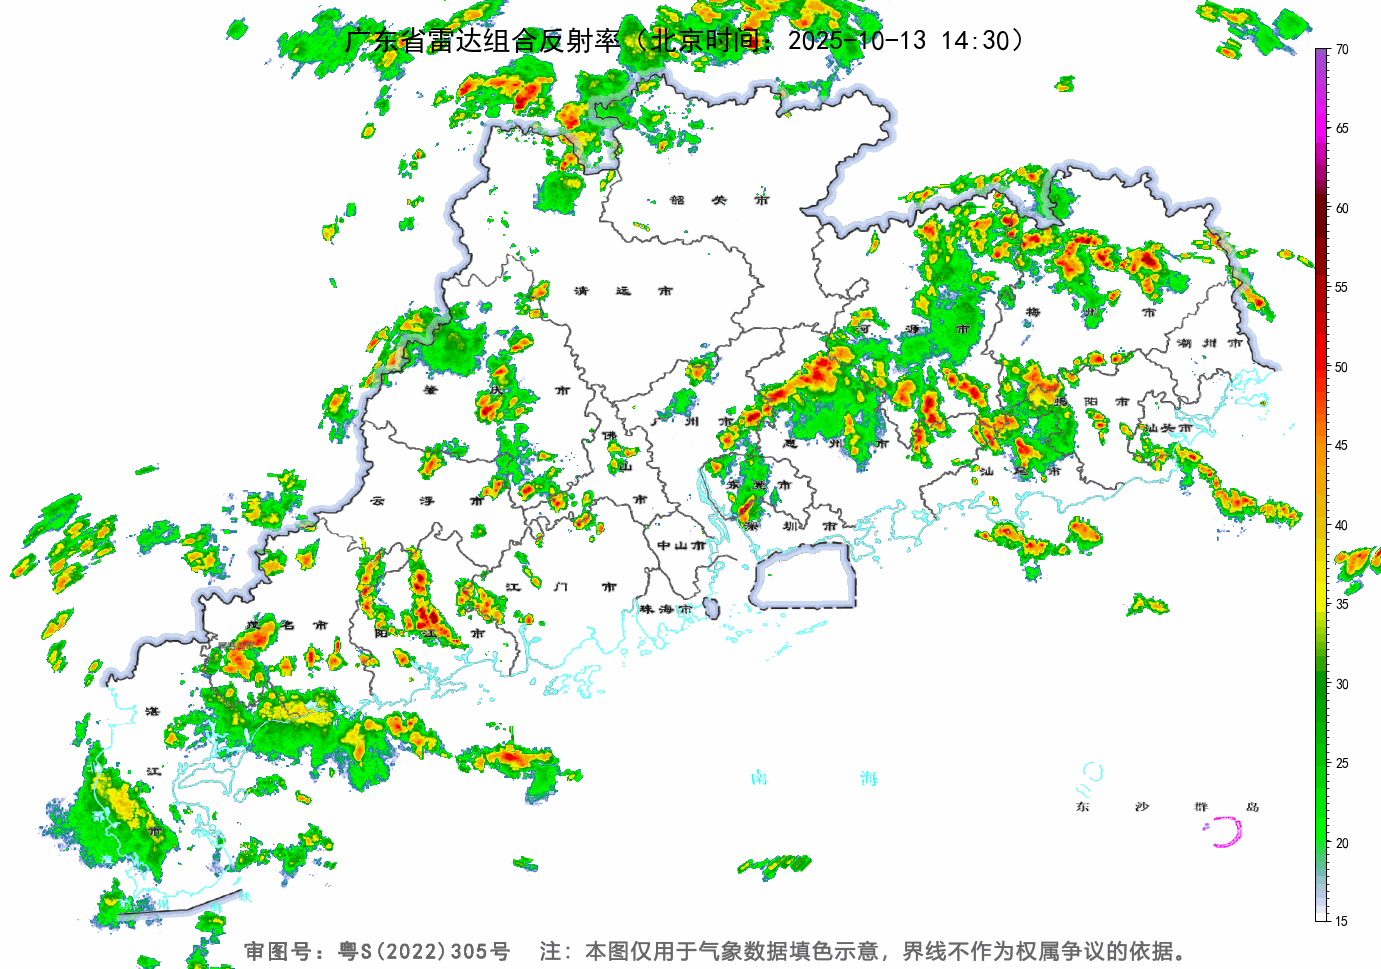 广东省雷达组合反射率（北京时间：2025-10-13 14:30）
70
65
60
55
50
45
40
35
30
25
20
15
韶关市
清远市
河源市
梅州市
潮州市
肇庆市
广州市
佛山市
惠州市
揭阳市
汕头市
汕尾市
东莞市
云浮市
深圳市
中山市
江门市
珠海市
茂名市
阳江市
湛江市
南海
东沙群岛
审图号：粤S(2022)305号 注：本图仅用于气象数据填色示意，界线不作为权属争议的依据。